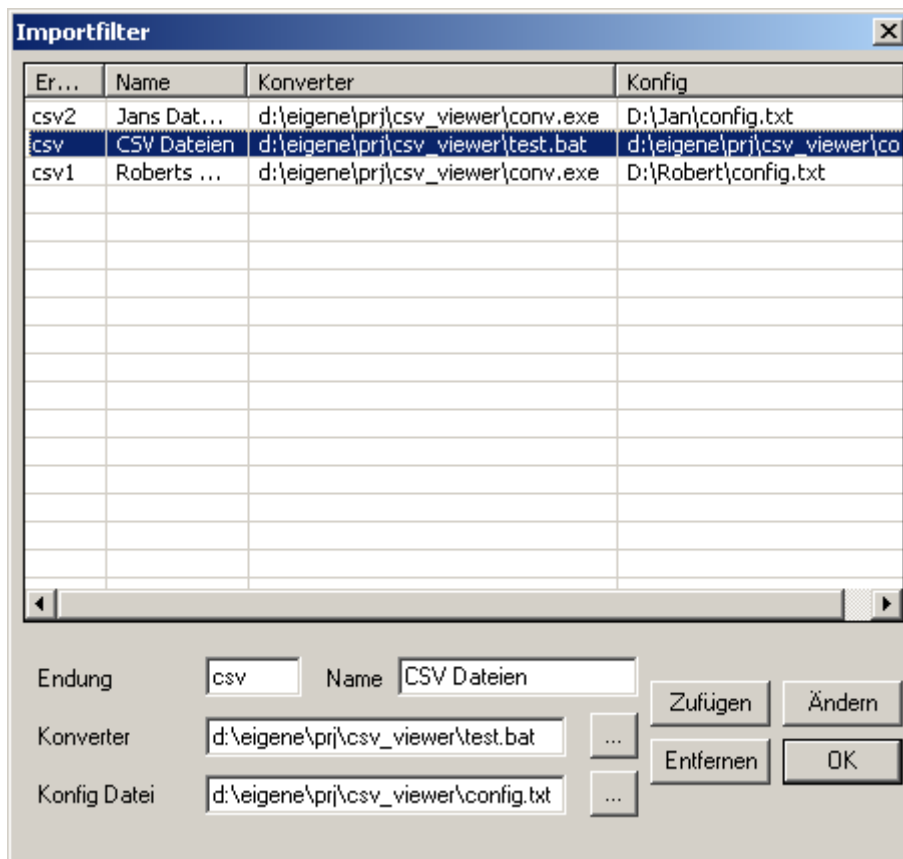 Importfilter
Er... Name Konverter Konfig
csv2 Jans Dat... d:\eigene\prj\csv_viewer\conv.exe D:\Jan\config.txt
csv CSV Dateien d:\eigene\prj\csv_viewer\test.bat d:\eigene\prj\csv_viewer\co
csv1 Roberts ... d:\eigene\prj\csv_viewer\conv.exe D:\Robert\config.txt
Endung csv Name CSV Dateien
Zufügen Ändern
Konverter d:\eigene\prj\csv_viewer\test.bat ...
Entfernen OK
Konfig Datei d:\eigene\prj\csv_viewer\config.txt ...